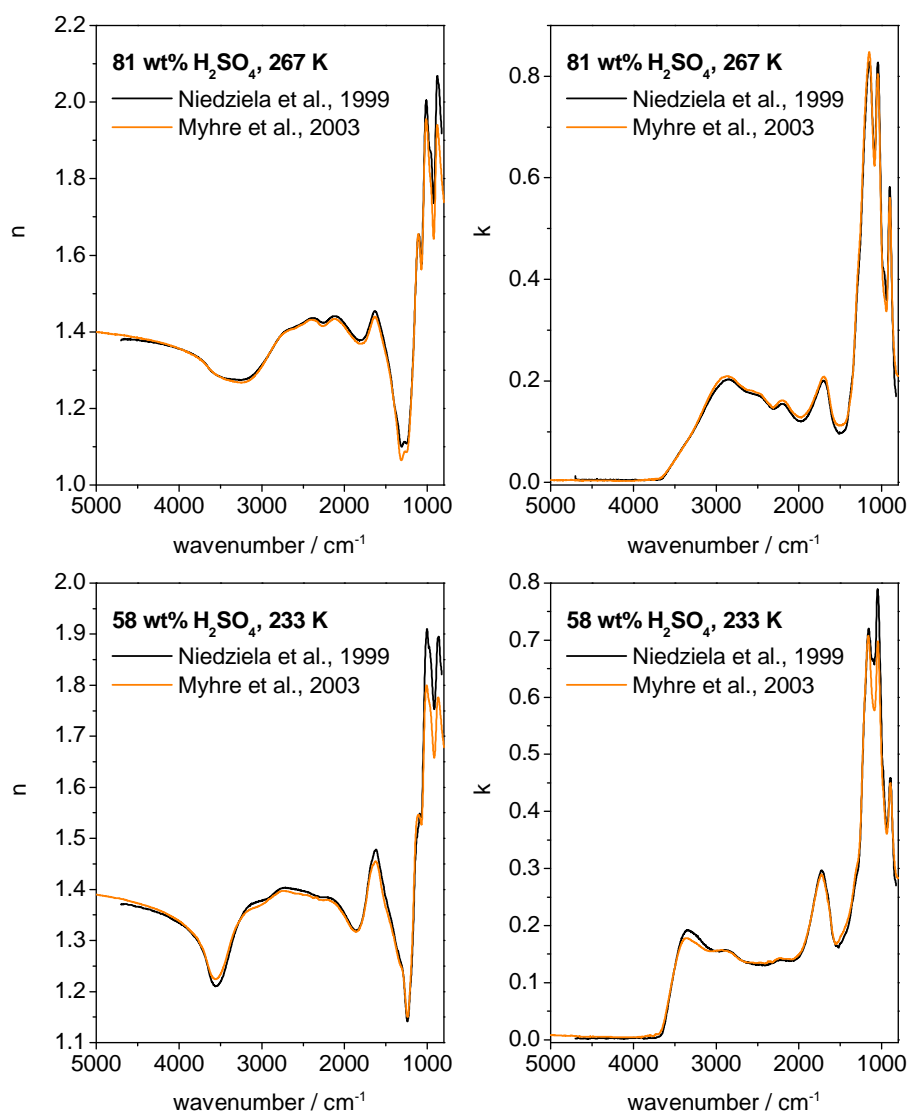 81 wt% H₂SO₄, 267 K
Niedziela et al., 1999
Myhre et al., 2003
n
2.2
2.0
1.8
1.6
1.4
1.2
1.0
5000 4000 3000 2000 1000
wavenumber / cm⁻¹
81 wt% H₂SO₄, 267 K
Niedziela et al., 1999
Myhre et al., 2003
k
0.8
0.6
0.4
0.2
0.0
5000 4000 3000 2000 1000
wavenumber / cm⁻¹
58 wt% H₂SO₄, 233 K
Niedziela et al., 1999
Myhre et al., 2003
n
2.0
1.9
1.8
1.7
1.6
1.5
1.4
1.3
1.2
1.1
5000 4000 3000 2000 1000
wavenumber / cm⁻¹
58 wt% H₂SO₄, 233 K
Niedziela et al., 1999
Myhre et al., 2003
k
0.8
0.7
0.6
0.5
0.4
0.3
0.2
0.1
0.0
5000 4000 3000 2000 1000
wavenumber / cm⁻¹